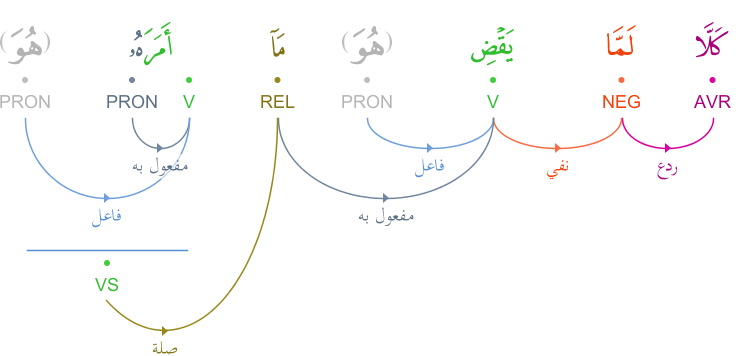 كَلَّا لَمَّا يَقْضِ (هُوَ) مَآ أَمَرَهُۥ (هُوَ)
AVR NEG V PRON REL V PRON PRON
ردع نفي فاعل مفعول به
مفعول به فاعل
VS
صلة